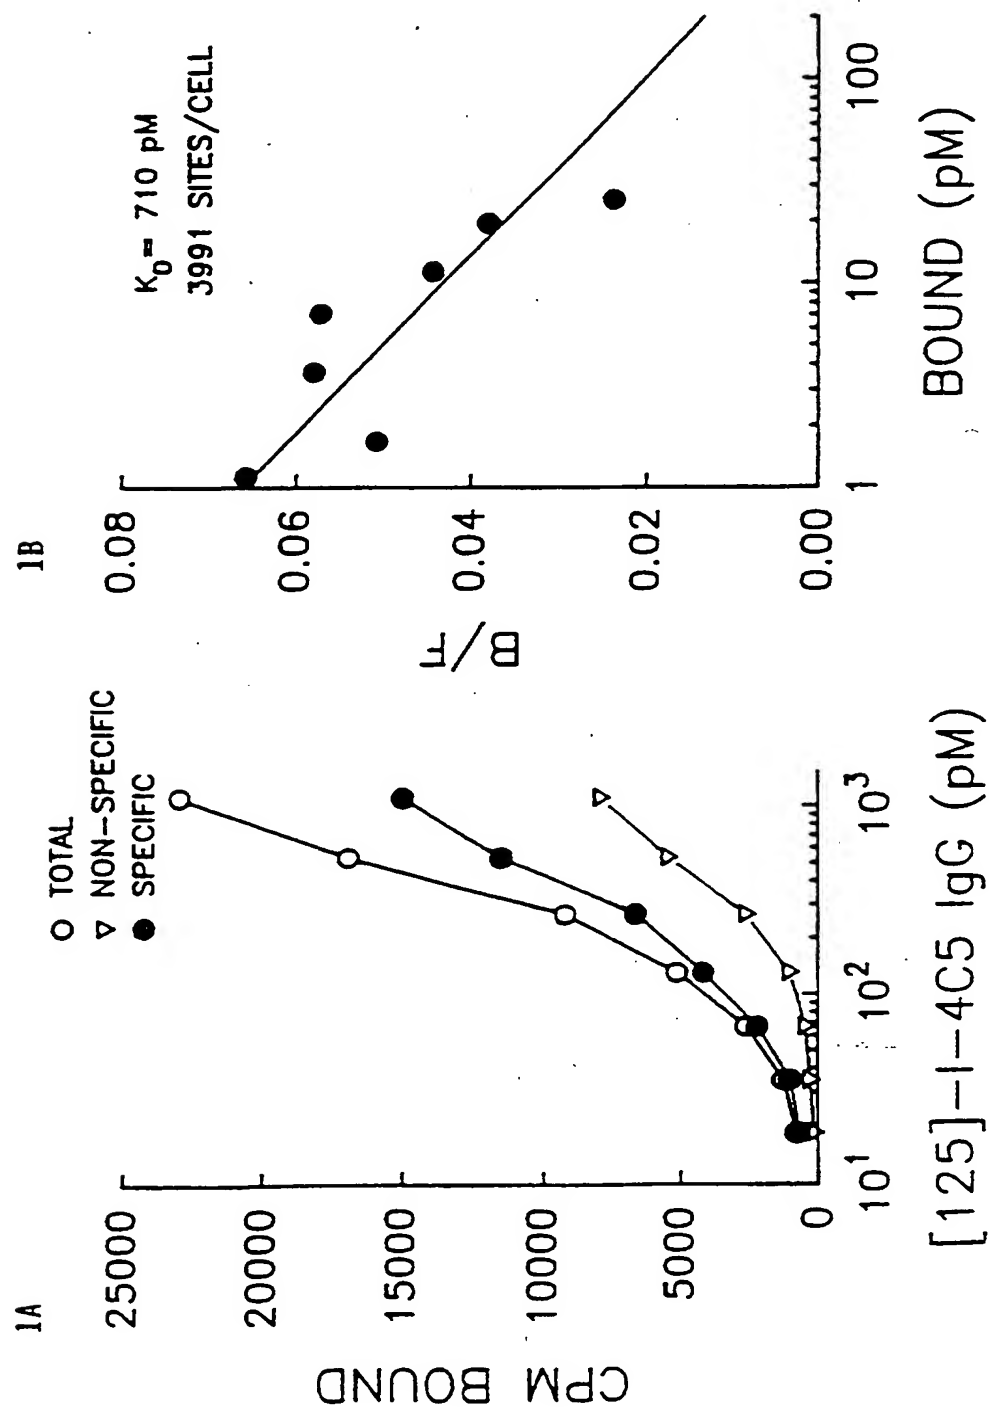 1A
O TOTAL
▽ NON-SPECIFIC
● SPECIFIC
CPM BOUND
25000
20000
15000
10000
5000
0
10¹
10²
10³
[125]-I-4C5 IgG (pM)
1B
K_D= 710 pM
3991 SITES/CELL
B/F
0.08
0.06
0.04
0.02
0.00
1
10
100
BOUND (pM)